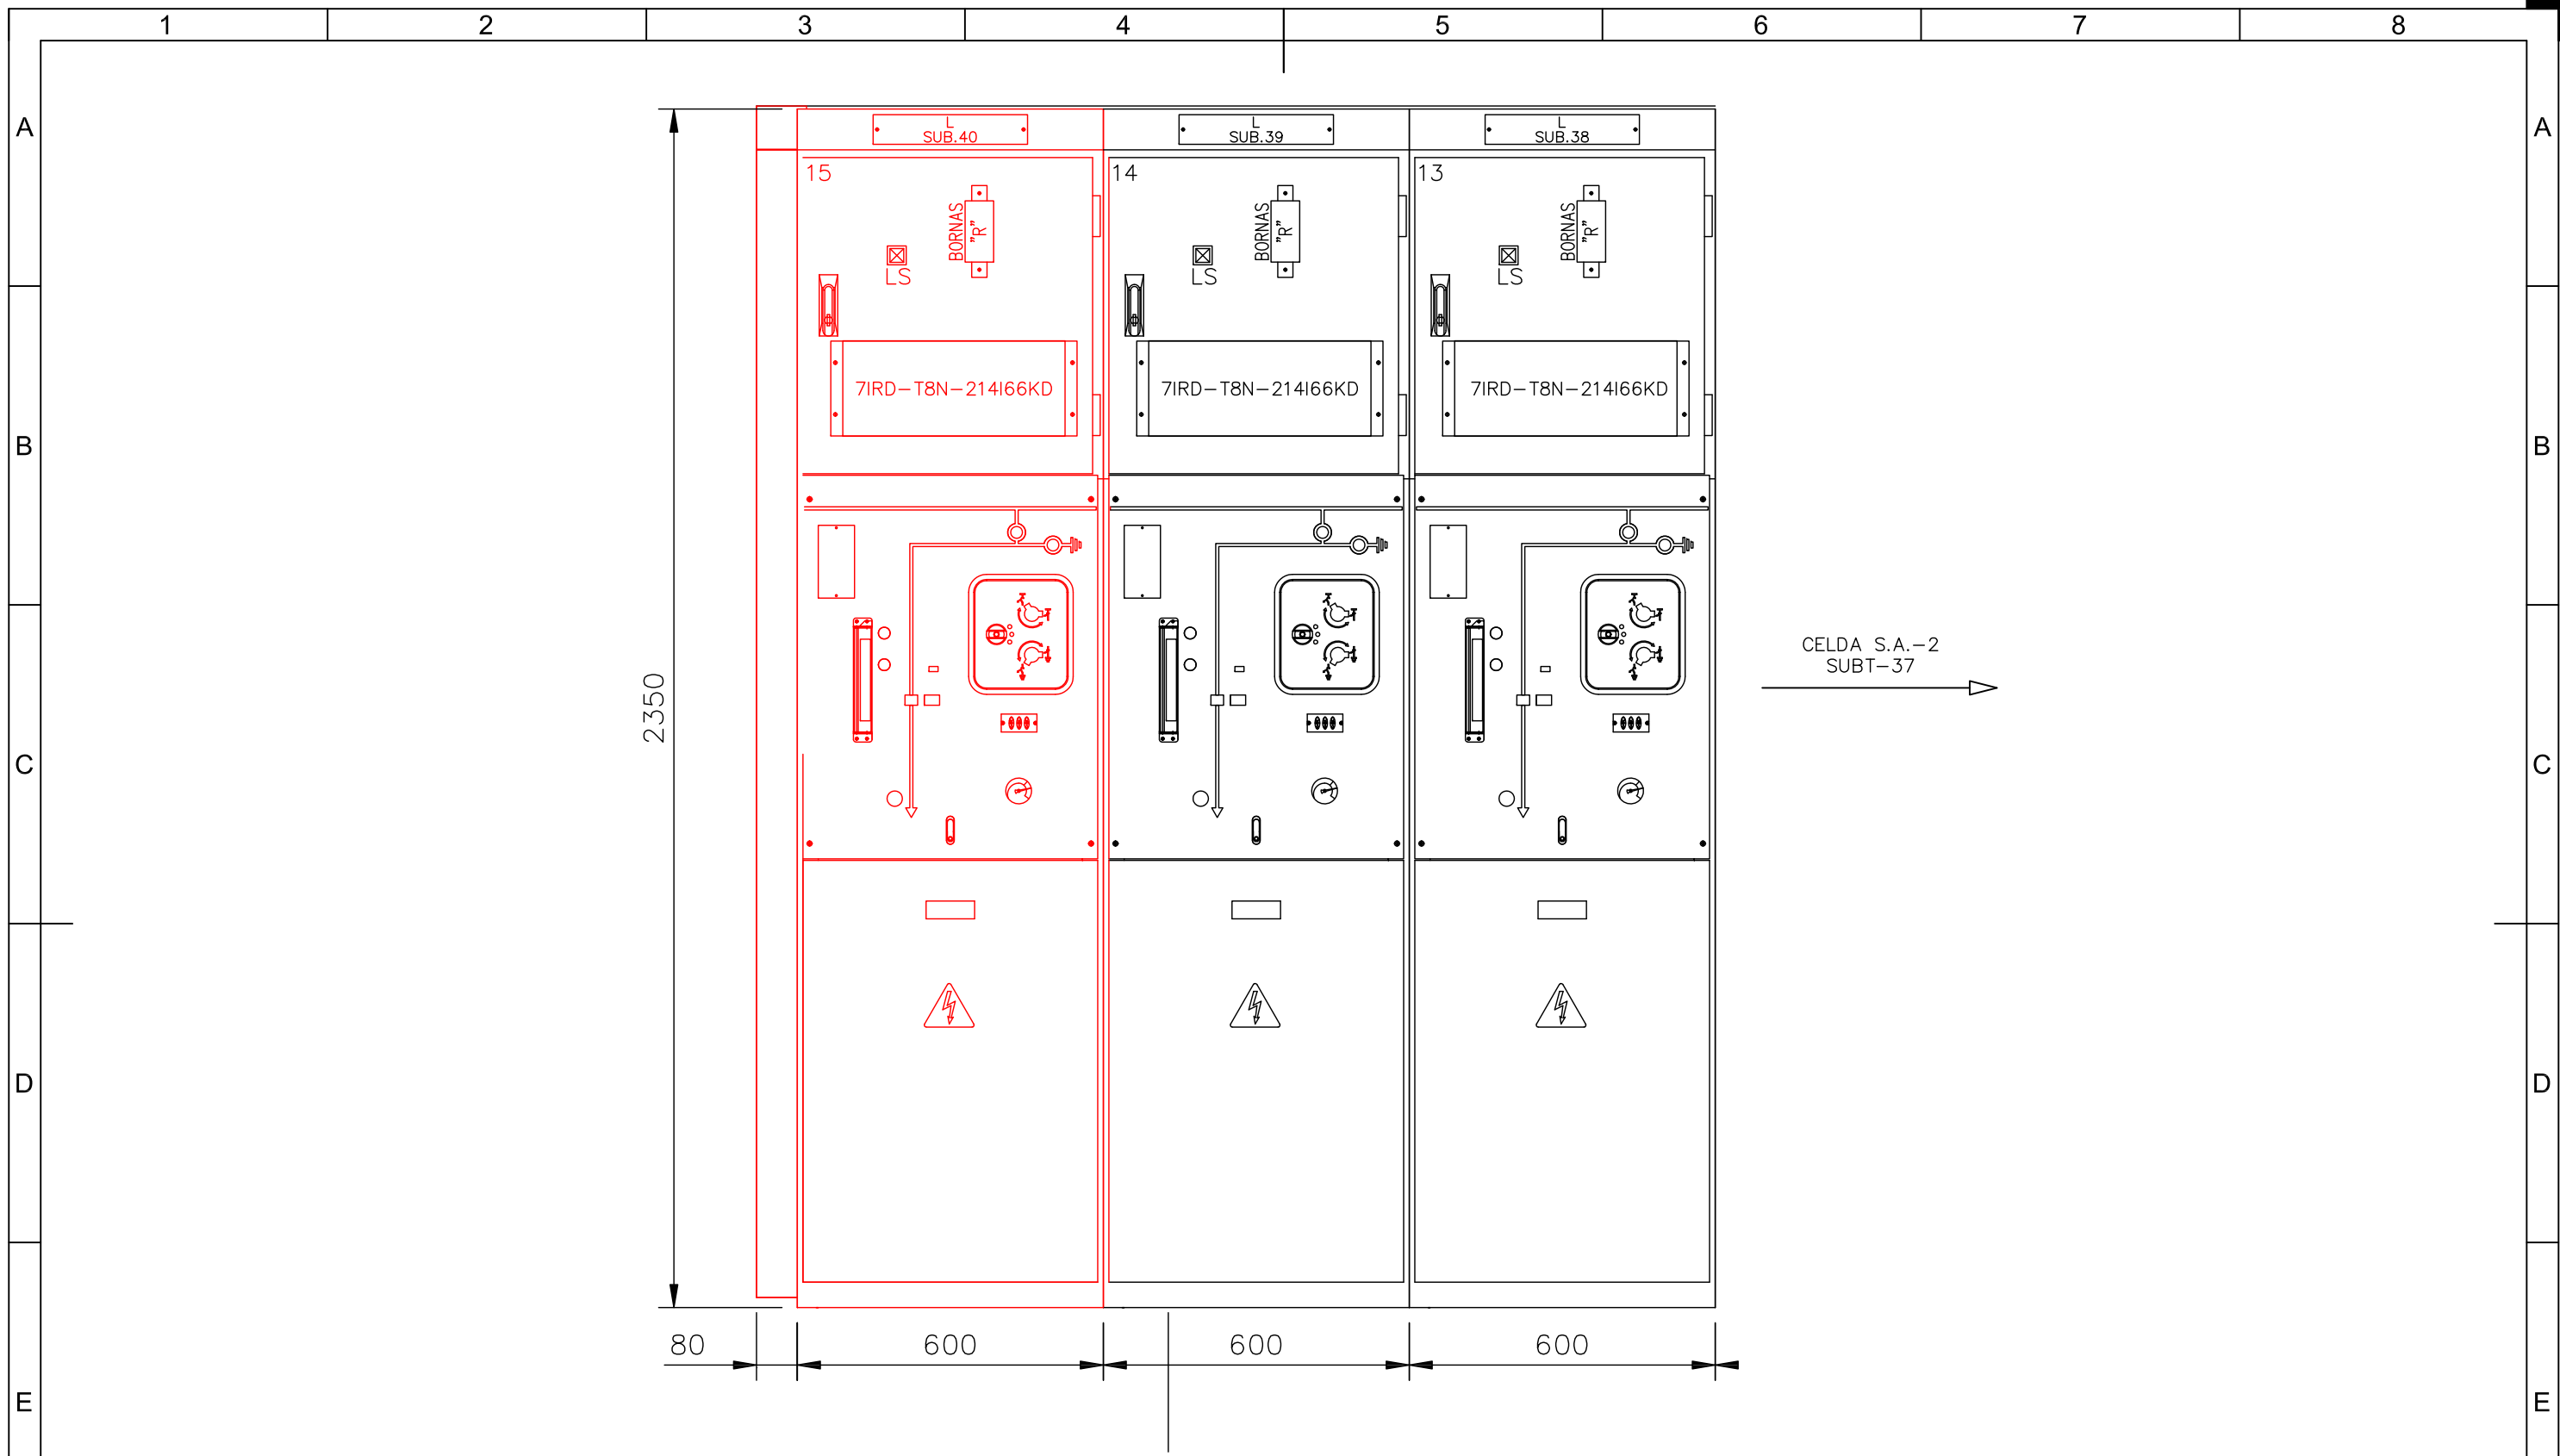 1 2 3 4 5 6 7 8
A A
L
SUB.40
L
SUB.39
L
SUB.38
15 14 13
BORNAS
"R"
BORNAS
"R"
BORNAS
"R"
LS LS LS
7IRD-T8N-214I66KD 7IRD-T8N-214I66KD 7IRD-T8N-214I66KD
B B
CELDA S.A.-2
SUBT-37
2350
C C
D D
80 600 600 600
E E